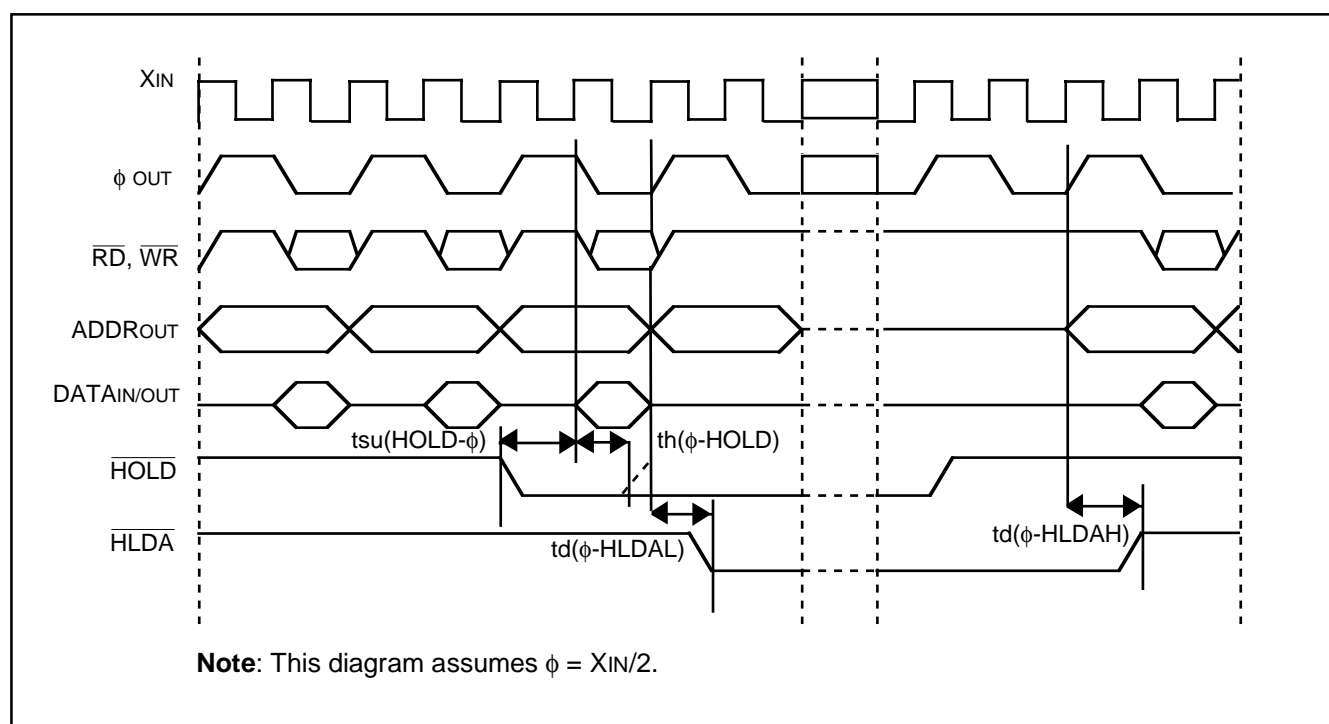 XIN
ϕ OUT
RD, WR
ADDROUT
DATAIN/OUT
tsu(HOLD-ϕ)
th(ϕ-HOLD)
HOLD
td(ϕ-HLDAL)
td(ϕ-HLDAH)
HLDA
Note: This diagram assumes ϕ = XIN/2.